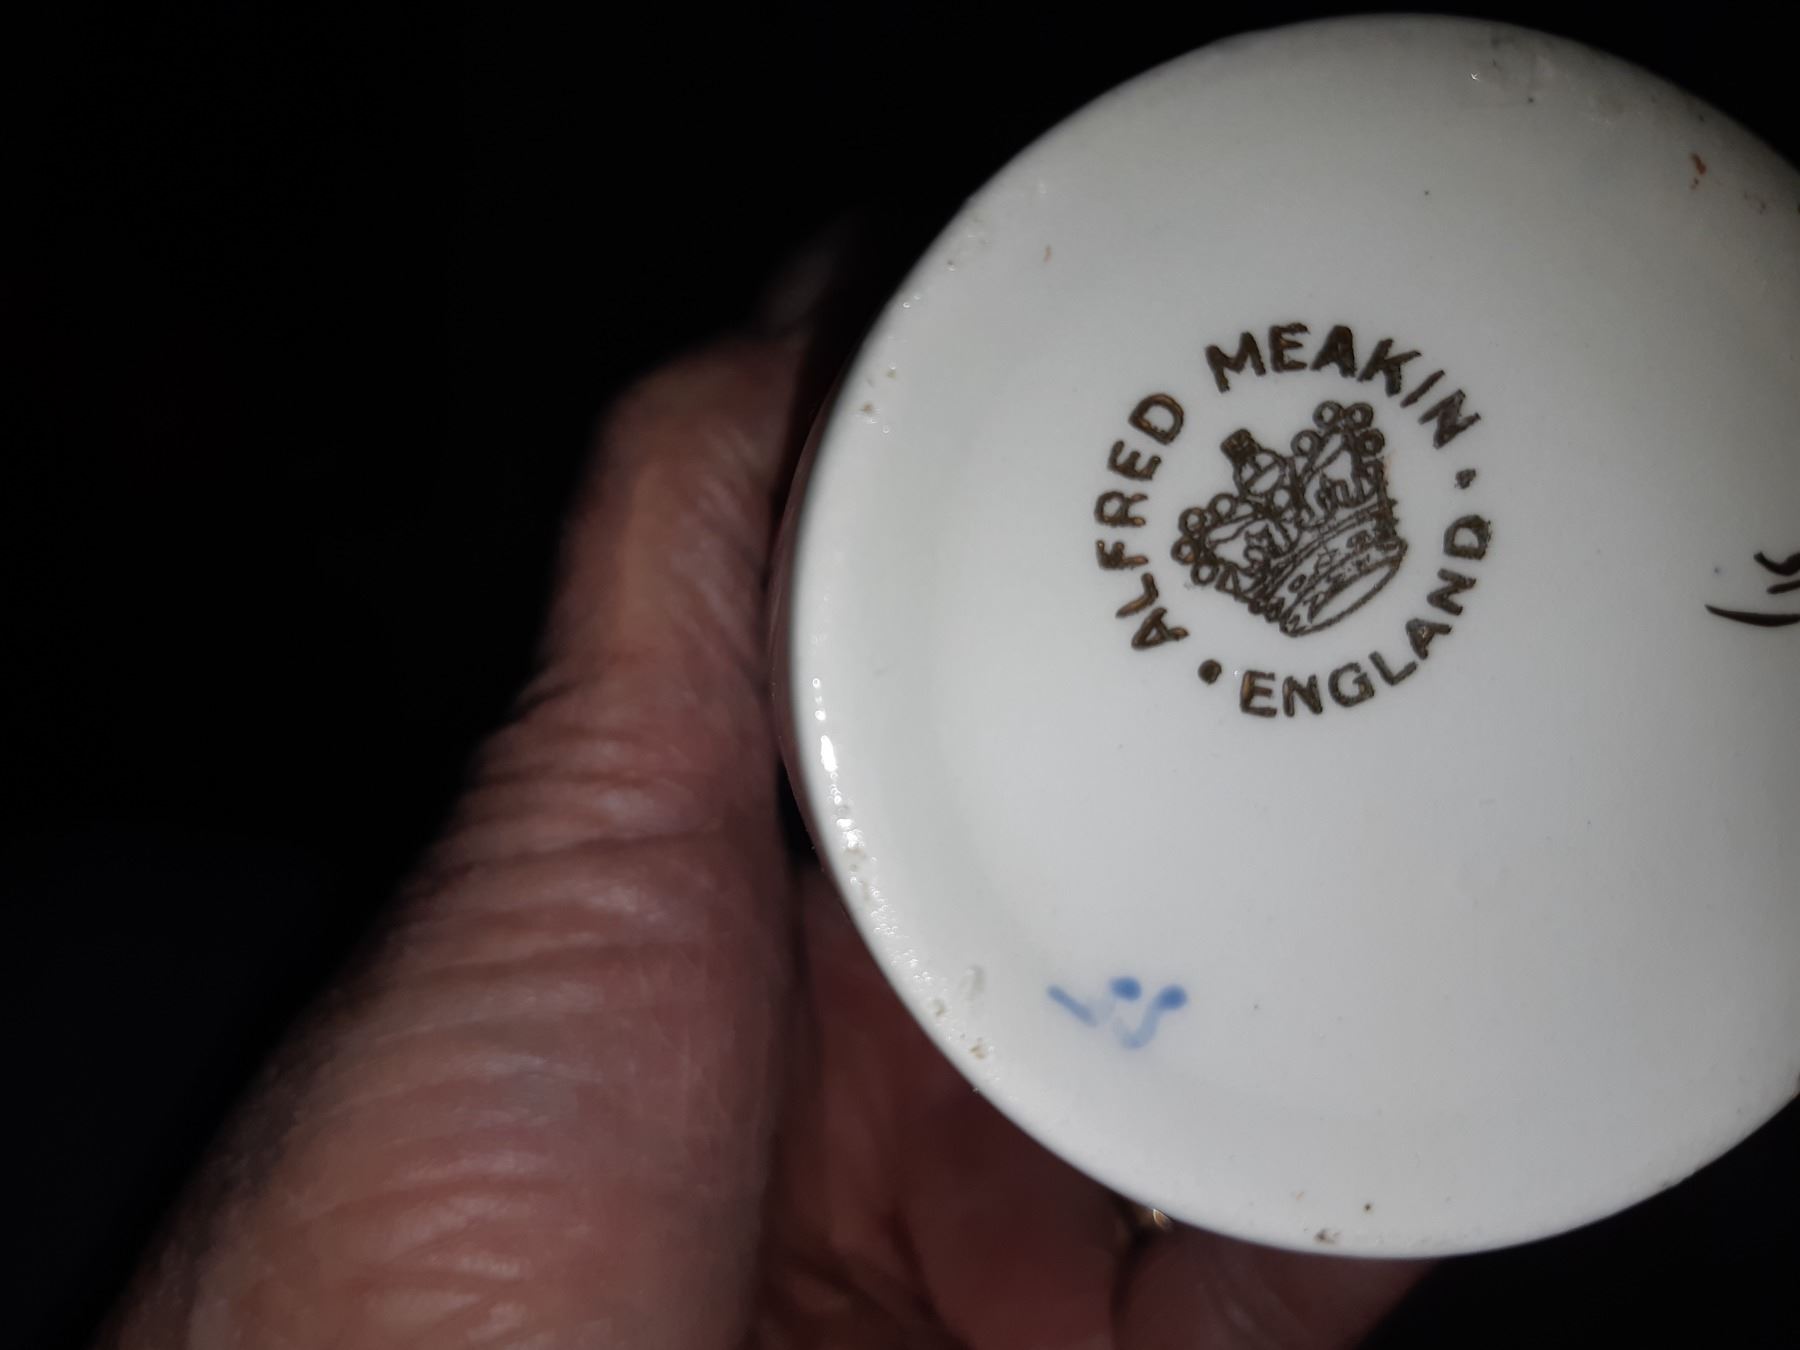 ALFRED MEAKIN
• ENGLAND •